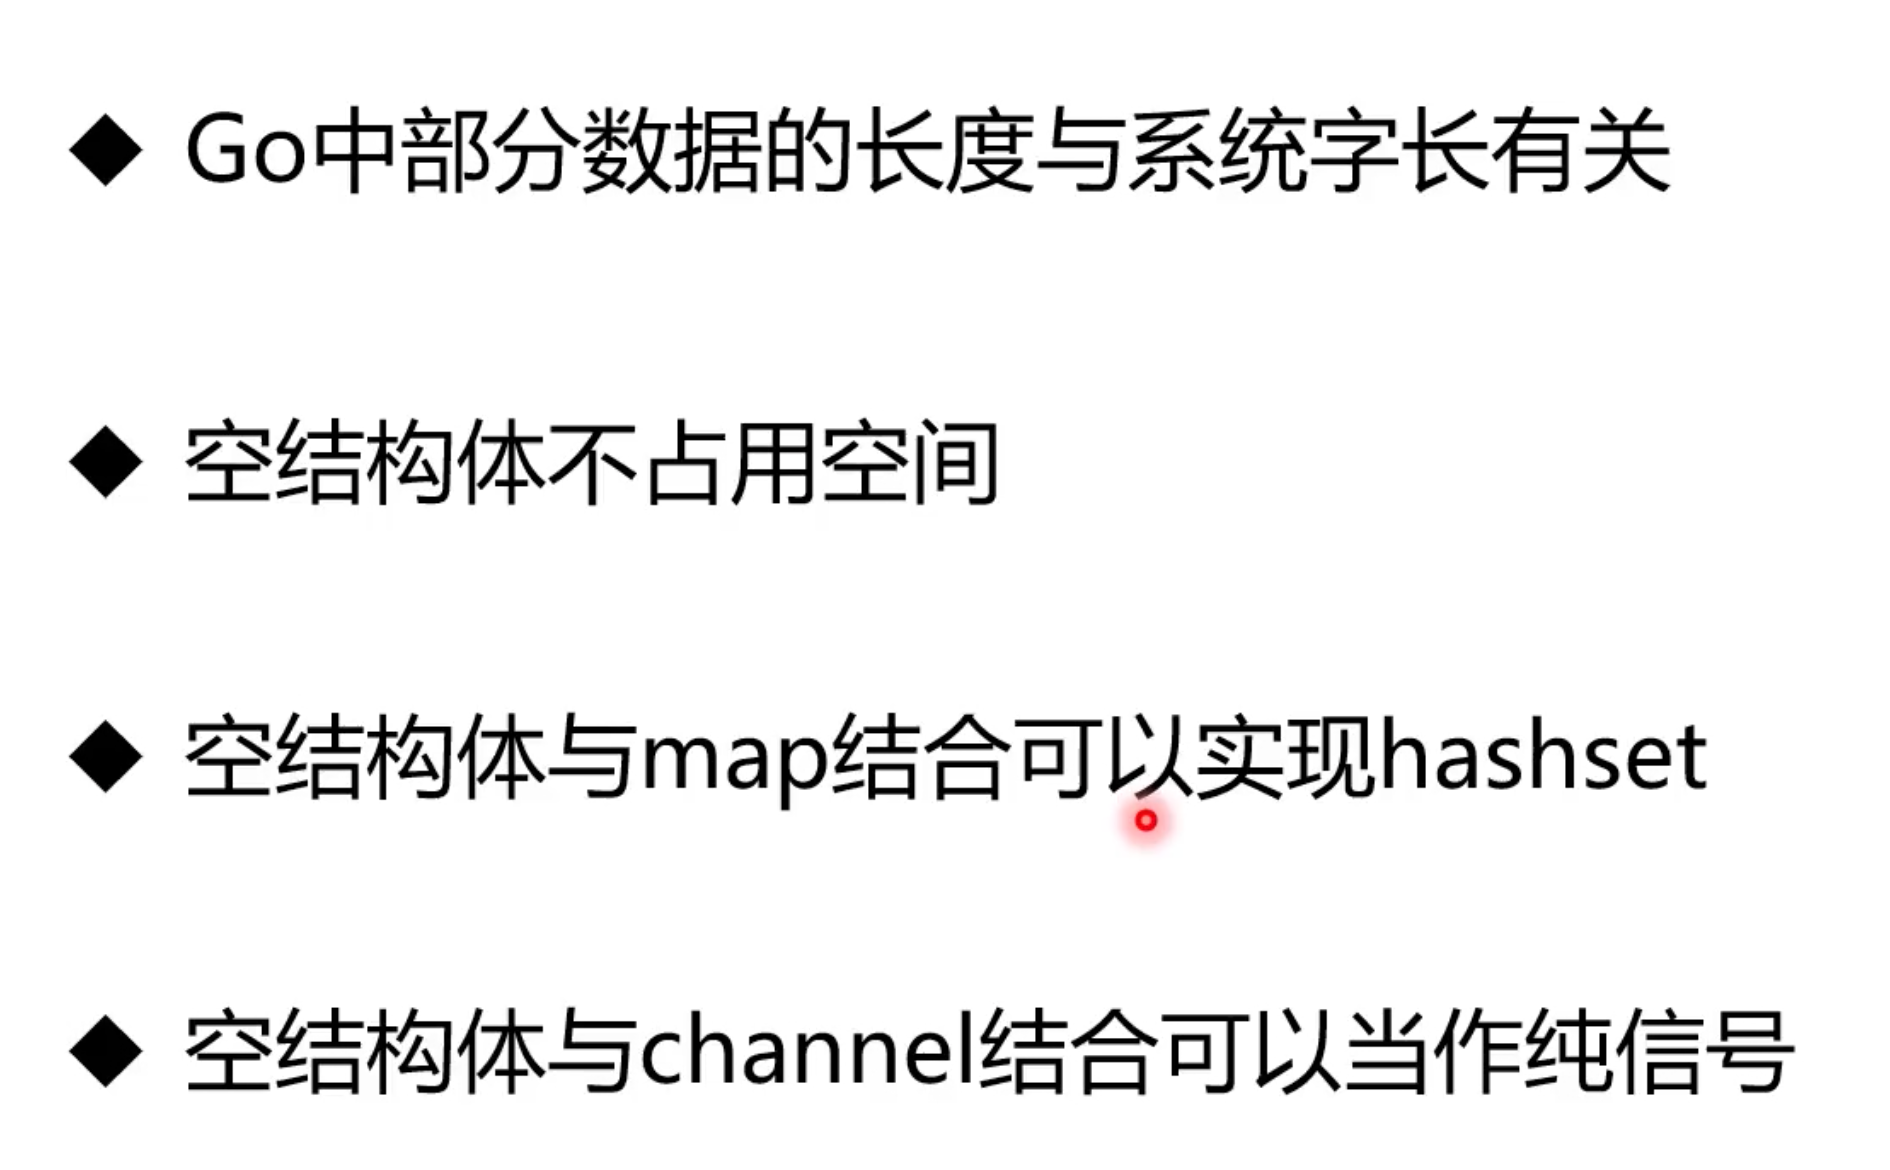 ◆ Go中部分数据的长度与系统字长有关
◆ 空结构体不占用空间
◆ 空结构体与map结合可以实现hashset
◆ 空结构体与channel结合可以当作纯信号